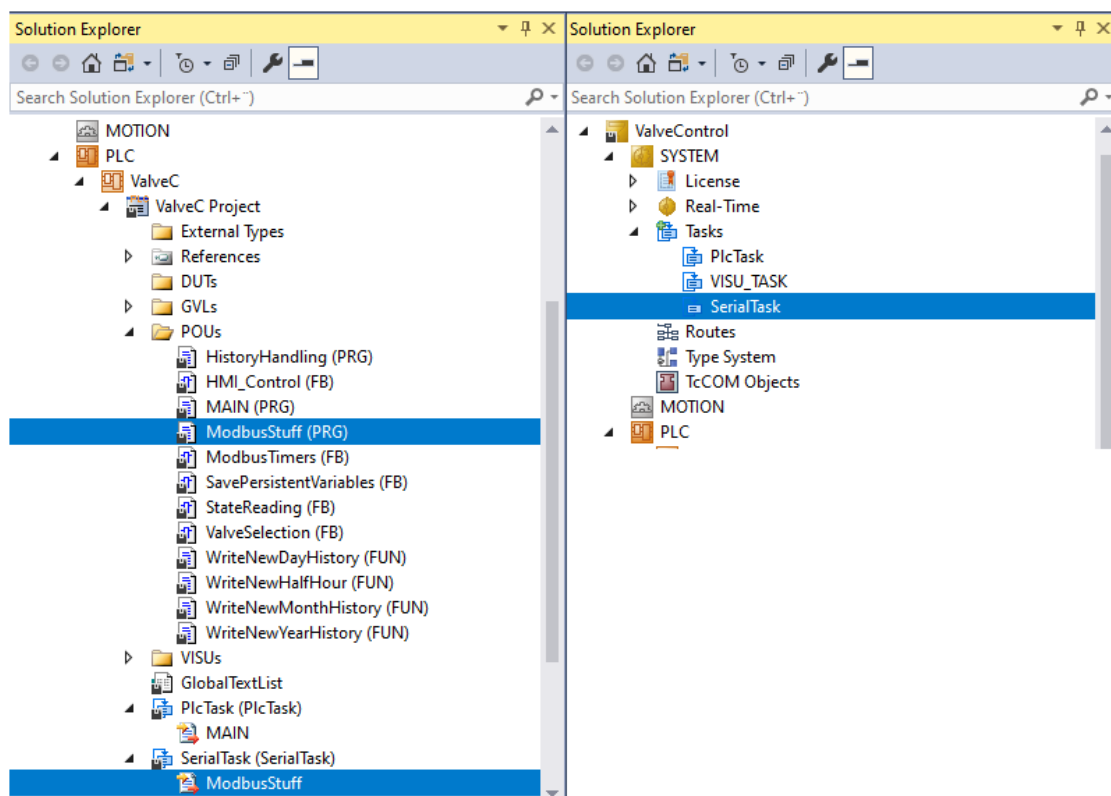 Solution Explorer
Search Solution Explorer (Ctrl+¨)
MOTION
PLC
ValveC
ValveC Project
External Types
References
DUTs
GVLs
POUs
HistoryHandling (PRG)
HMI_Control (FB)
MAIN (PRG)
ModbusStuff (PRG)
ModbusTimers (FB)
SavePersistentVariables (FB)
StateReading (FB)
ValveSelection (FB)
WriteNewDayHistory (FUN)
WriteNewHalfHour (FUN)
WriteNewMonthHistory (FUN)
WriteNewYearHistory (FUN)
VISUs
GlobalTextList
PlcTask (PlcTask)
MAIN
SerialTask (SerialTask)
ModbusStuff
Solution Explorer
Search Solution Explorer (Ctrl+¨)
ValveControl
SYSTEM
License
Real-Time
Tasks
PlcTask
VISU_TASK
SerialTask
Routes
Type System
TcCOM Objects
MOTION
PLC